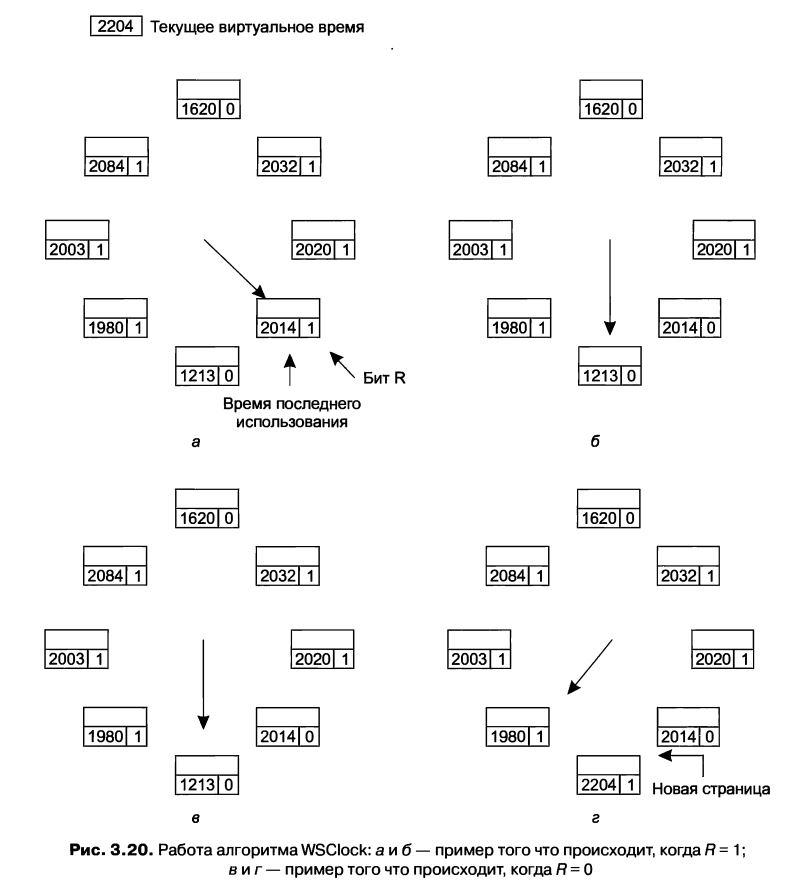 2204 Текущее виртуальное время
1620 0
1620 0
2084 1
2032 1
2084 1
2032 1
2003 1
2020 1
2003 1
2020 1
1980 1
2014 1
1980 1
2014 0
1213 0
Бит R
1213 0
Время последнего
использования
а
б
1620 0
1620 0
2084 1
2032 1
2084 1
2032 1
2003 1
2020 1
2003 1
2020 1
1980 1
2014 0
1980 1
2014 0
1213 0
2204 1
Новая страница
в
г
Рис. 3.20. Работа алгоритма WSClock: а и б — пример того что происходит, когда R = 1;
в и г — пример того что происходит, когда R = 0